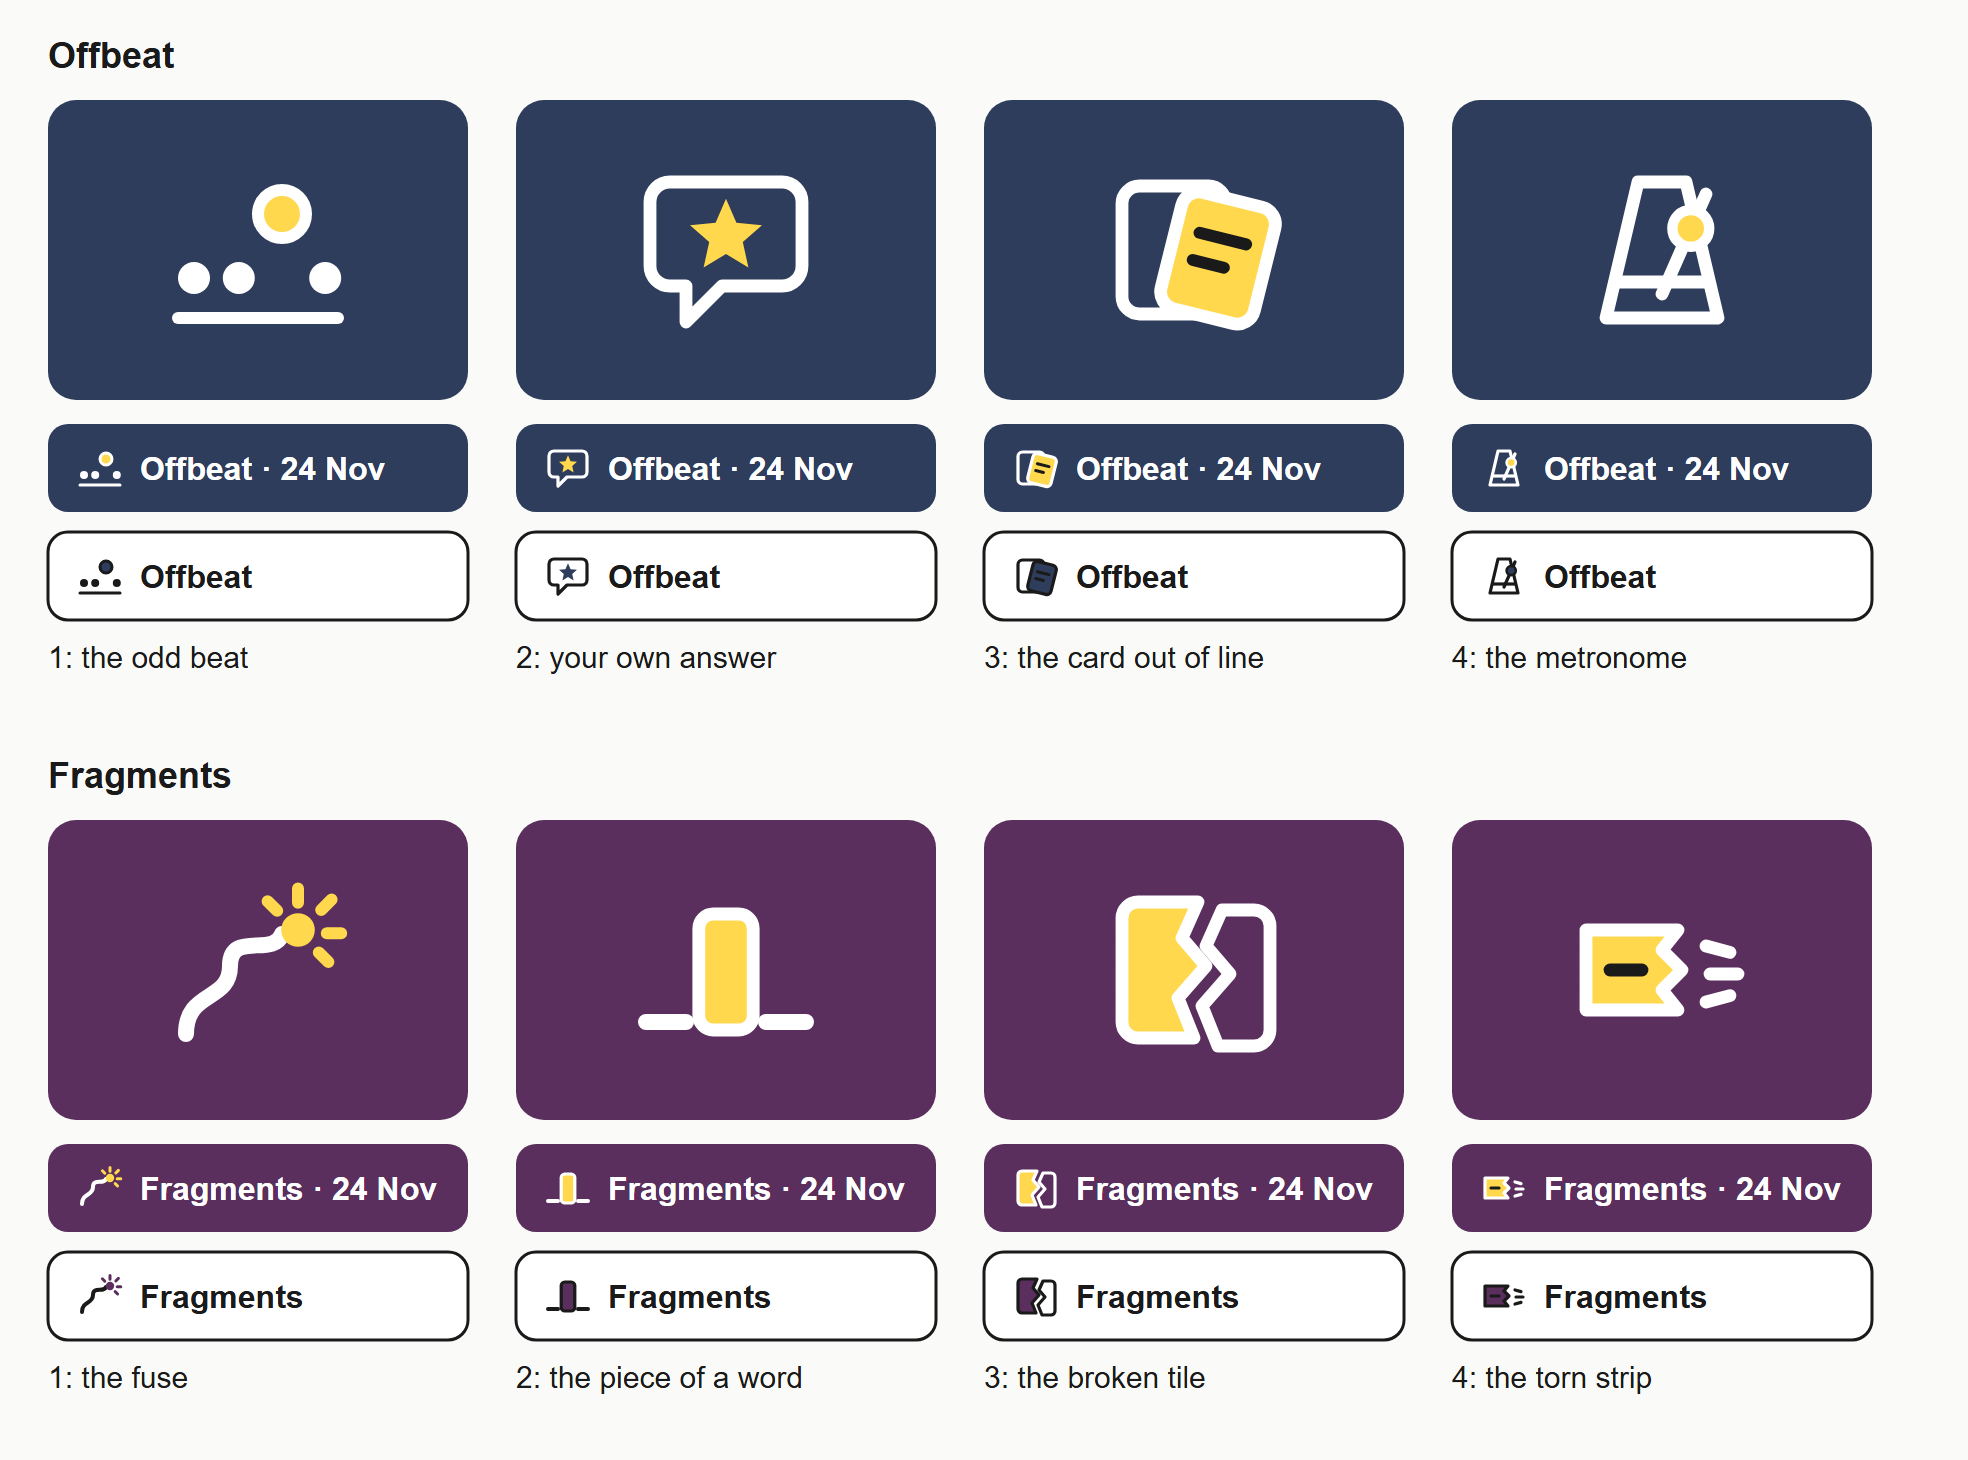 Offbeat
Offbeat · 24 Nov
Offbeat · 24 Nov
Offbeat · 24 Nov
Offbeat · 24 Nov
Offbeat
Offbeat
Offbeat
Offbeat
1: the odd beat
2: your own answer
3: the card out of line
4: the metronome
Fragments
Fragments · 24 Nov
Fragments · 24 Nov
Fragments · 24 Nov
Fragments · 24 Nov
Fragments
Fragments
Fragments
Fragments
1: the fuse
2: the piece of a word
3: the broken tile
4: the torn strip